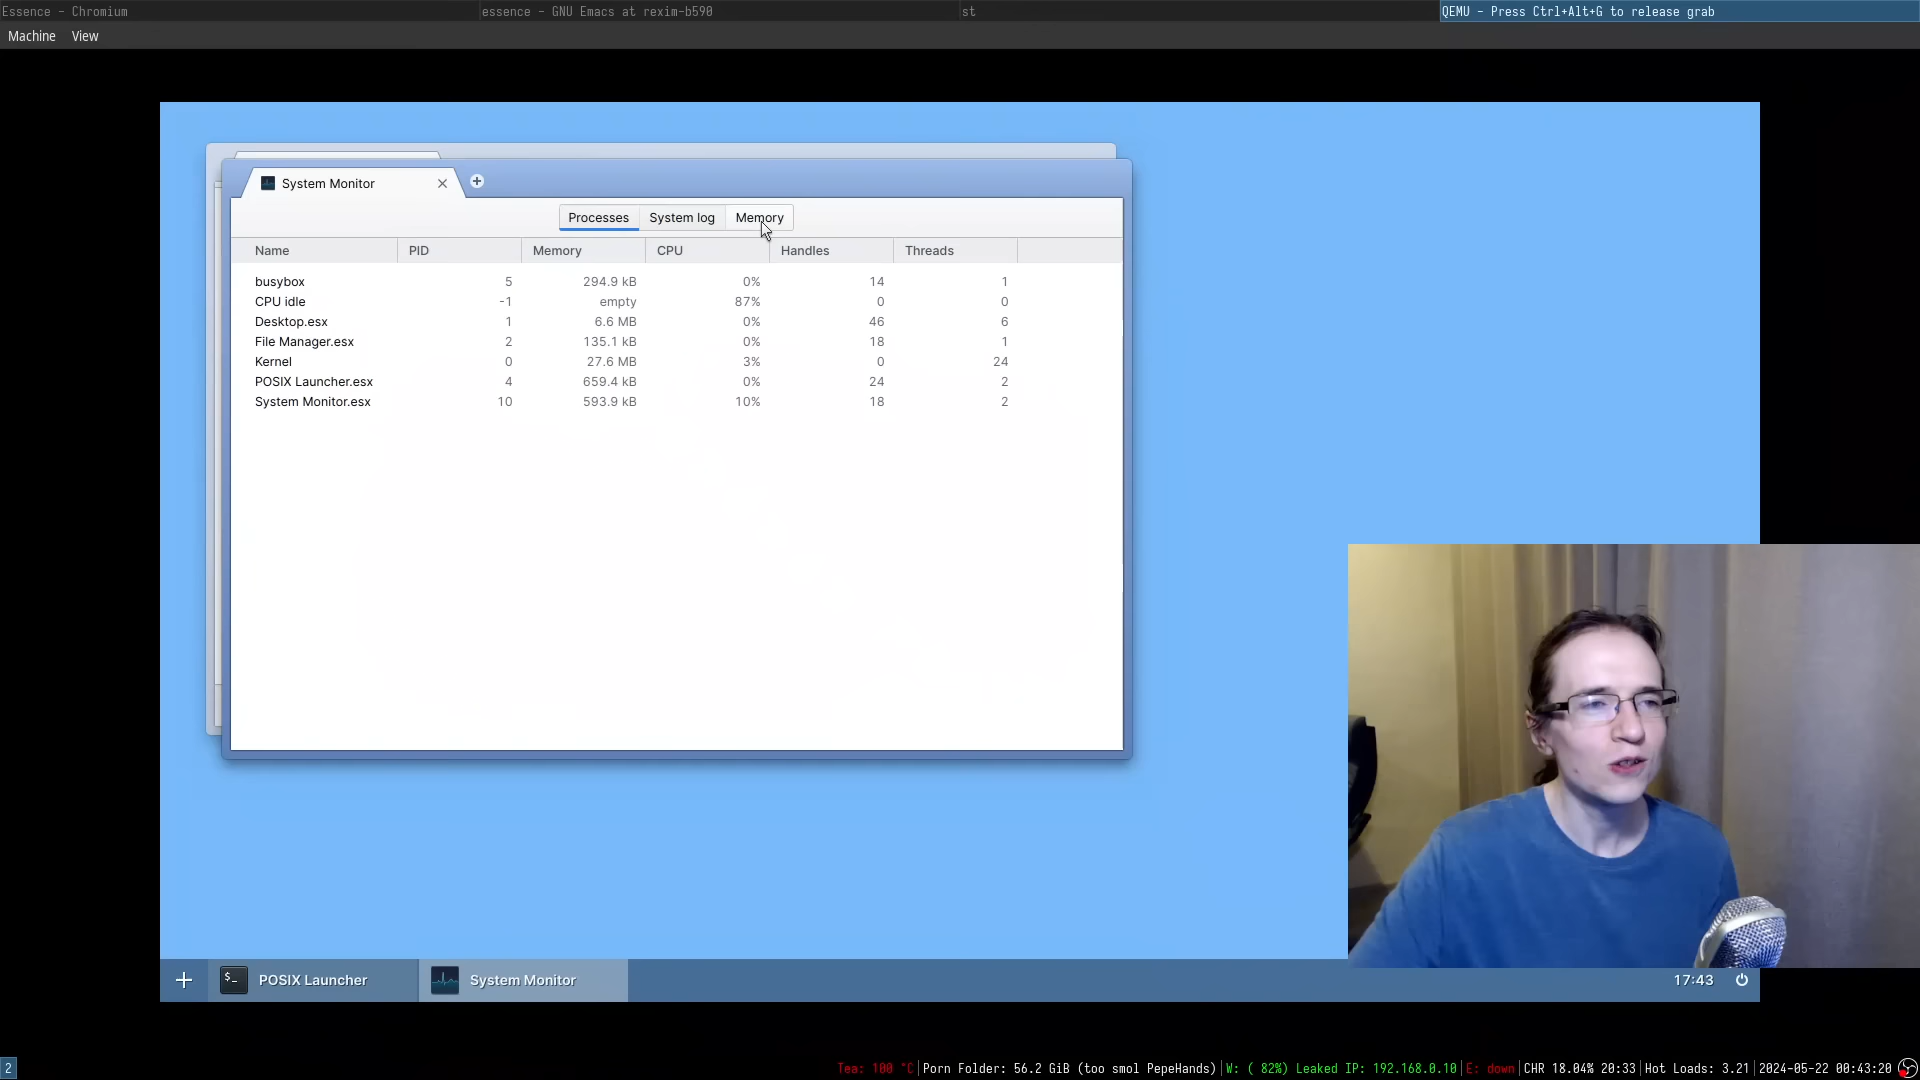 Essence - Chromium
essence - GNU Emacs at rexim-b590
st
QEMU - Press Ctrl+Alt+G to release grab
Machine View
System Monitor
Processes System log Memory
Name PID Memory CPU Handles Threads
busybox 5 294.9 kB 0% 14 1
CPU idle -1 empty 87% 0 0
Desktop.esx 1 6.6 MB 0% 46 6
File Manager.esx 2 135.1 kB 0% 18 1
Kernel 0 27.6 MB 3% 0 24
POSIX Launcher.esx 4 659.4 kB 0% 24 2
System Monitor.esx 10 593.9 kB 10% 18 2
POSIX Launcher
System Monitor
17:43
2
Tea: 100 °C|Porn Folder: 56.2 GiB (too smol PepeHands)|W: ( 82%) Leaked IP: 192.168.0.10|E: down|CHR 18.04% 20:33|Hot Loads: 3.21|2024-05-22 00:43:20